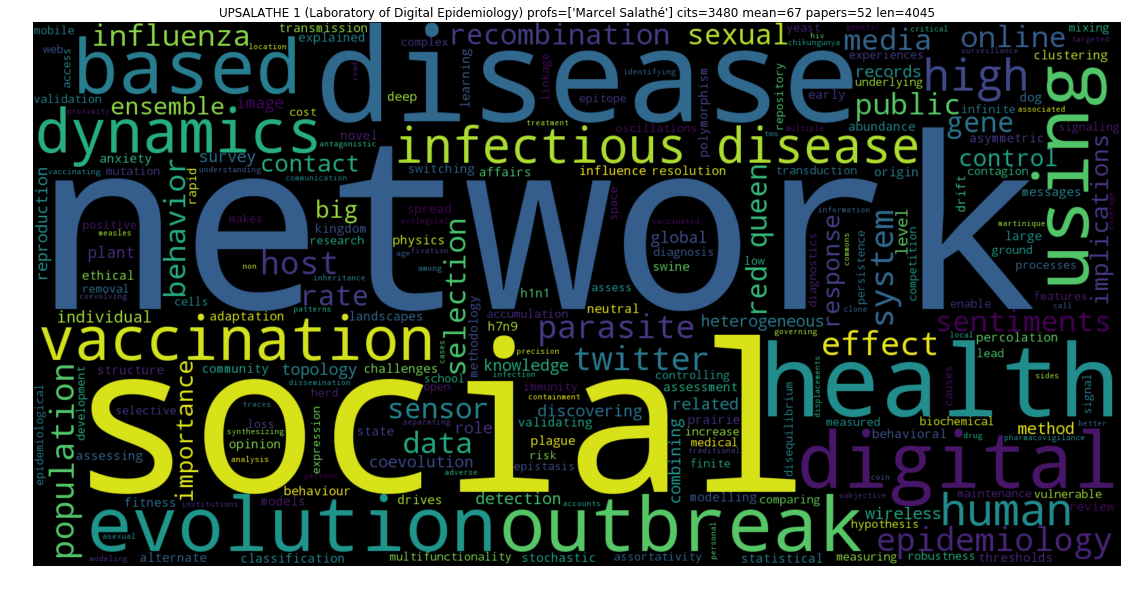 UPSALATHE 1 (Laboratory of Digital Epidemiology) profs=['Marcel Salathé'] cits=3480 mean=67 papers=52 len=4045
mobile
influenza
transmission
explained
location
complex
recombination
sexual
media
online
hiv
chikungunya
critical
genetic
targeted
mixing
web
access
based
disease
road
learning
linkage
identifying
experiences
surveillance
yeast
clustering
records
underlying
high
validation
ensemble
image
deep
epitope
polymorphism
repository
early
public
infinite
dog
associated
using
proximity
cost
treatment
oscillations
two
multiple
abundance
gene
asymmetric
signaling
dynamics
novel
antagonistic
infectious disease
commons
control
implications
anxiety
survey
contact
switching
affairs
influence
resolution
transduction
origin
contagion
vaccinating
mutation
understanding
communication
level
drift
messages
reproduction
behavior
rapid
network
space
red queen
positive
makes
big
spread
ecological
vaccinated
information
martinique
coverage
measles
kingdom
physics
global
diagnostics
response
persistence
system
competition
large
plant
research
age
fixation
diagnosis
ground
non
host
selection
among
low
swine
processes
ethical
inheritance
removal
rate
h1n1
assess
clone
features
coevolving
cells
patterns
enable
call
individual
adaptation
landscapes
accumulation
neutral
heterogeneous
sentiments
methodology
h7n9
parasite
governing
local
percolation
vaccination
cases
precision
knowledge
twitter
effect
lead
sides
structure
community
topology
challenges
school
infection
controlling
health
causes
displacements
signal
population
development
importance
dissemination
open
immunity
containment
assessment
epidemiological
social
herd
sensor
discovering
related
measured
biochemical
drug
better
selective
traces
loss
synthesizing
expression
state
separating
role
validating
increase
prairie
disequilibrium
behavioral
method
pharmacovigilance
assessing
opinion
data
plague
medical
traditional
combining
digital
analysis
coevolution
epistasis
risk
finite
subjective
coin
adverse
behaviour
fitness
institutions
models
drives
detection
accounts
modelling
comparing
maintenance
vulnerable
review
evolution
outbreak
wireless
human
hypothesis
asexual
personal
epidemiology
modeling
alternate
classification
multifunctionality
stochastic
assortativity
statistical
measuring
robustness
thresholds